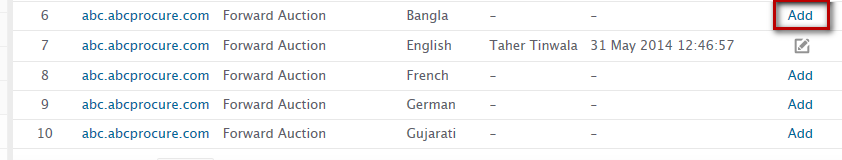 6 abc.abcprocure.com Forward Auction Bangla – – Add
7 abc.abcprocure.com Forward Auction English Taher Tinwala 31 May 2014 12:46:57
8 abc.abcprocure.com Forward Auction French – – Add
9 abc.abcprocure.com Forward Auction German – – Add
10 abc.abcprocure.com Forward Auction Gujarati – – Add